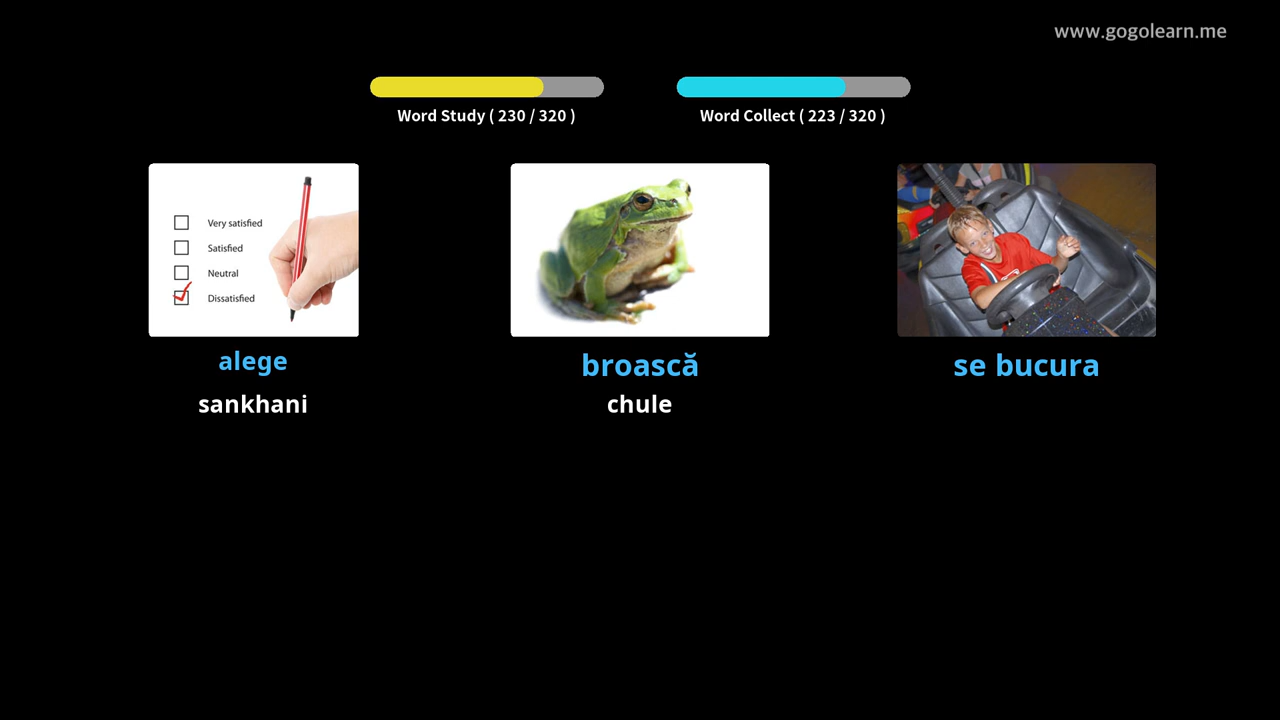 www.gogolearn.me
Word Study ( 230 / 320 )
Word Collect ( 223 / 320 )
Very satisfied
Satisfied
Neutral
Dissatisfied
alege
broască
se bucura
sankhani
chule